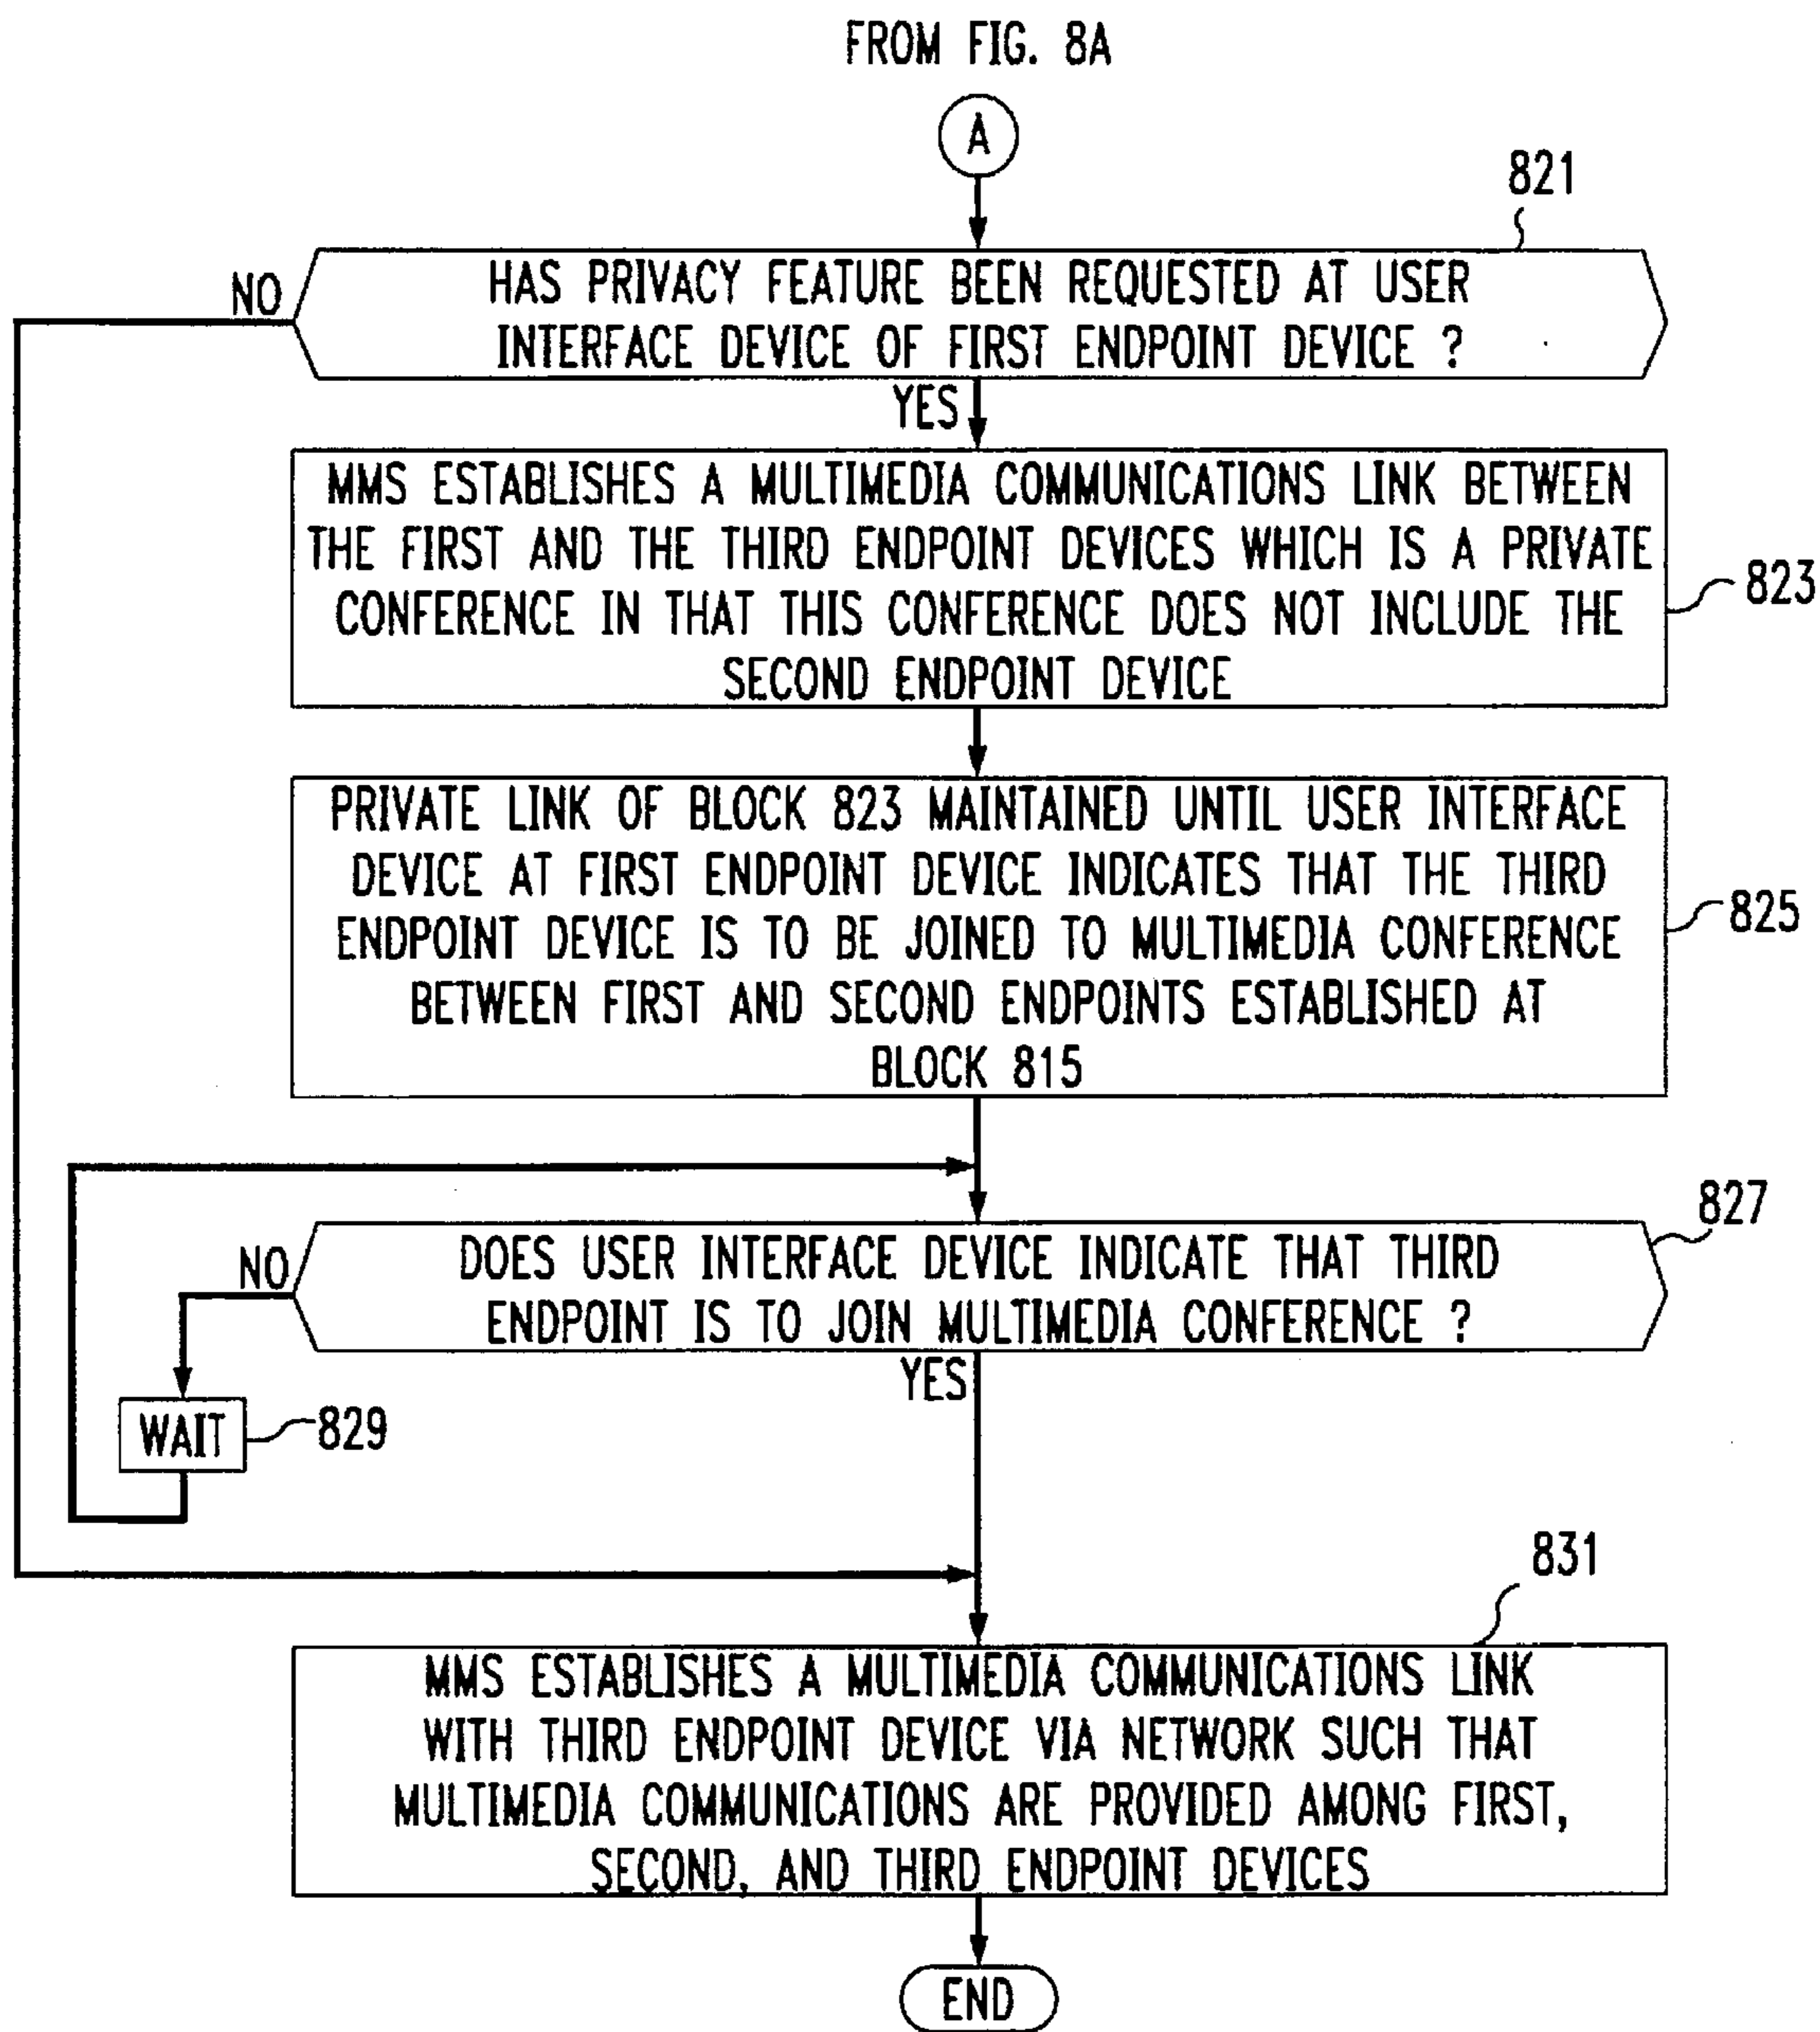 FROM FIG. 8A
A
821
NO
HAS PRIVACY FEATURE BEEN REQUESTED AT USER
INTERFACE DEVICE OF FIRST ENDPOINT DEVICE ?
YES
MMS ESTABLISHES A MULTIMEDIA COMMUNICATIONS LINK BETWEEN
THE FIRST AND THE THIRD ENDPOINT DEVICES WHICH IS A PRIVATE
CONFERENCE IN THAT THIS CONFERENCE DOES NOT INCLUDE THE
SECOND ENDPOINT DEVICE
823
PRIVATE LINK OF BLOCK 823 MAINTAINED UNTIL USER INTERFACE
DEVICE AT FIRST ENDPOINT DEVICE INDICATES THAT THE THIRD
ENDPOINT DEVICE IS TO BE JOINED TO MULTIMEDIA CONFERENCE
BETWEEN FIRST AND SECOND ENDPOINTS ESTABLISHED AT
BLOCK 815
825
827
NO
DOES USER INTERFACE DEVICE INDICATE THAT THIRD
ENDPOINT IS TO JOIN MULTIMEDIA CONFERENCE ?
YES
WAIT
829
831
MMS ESTABLISHES A MULTIMEDIA COMMUNICATIONS LINK
WITH THIRD ENDPOINT DEVICE VIA NETWORK SUCH THAT
MULTIMEDIA COMMUNICATIONS ARE PROVIDED AMONG FIRST,
SECOND, AND THIRD ENDPOINT DEVICES
END